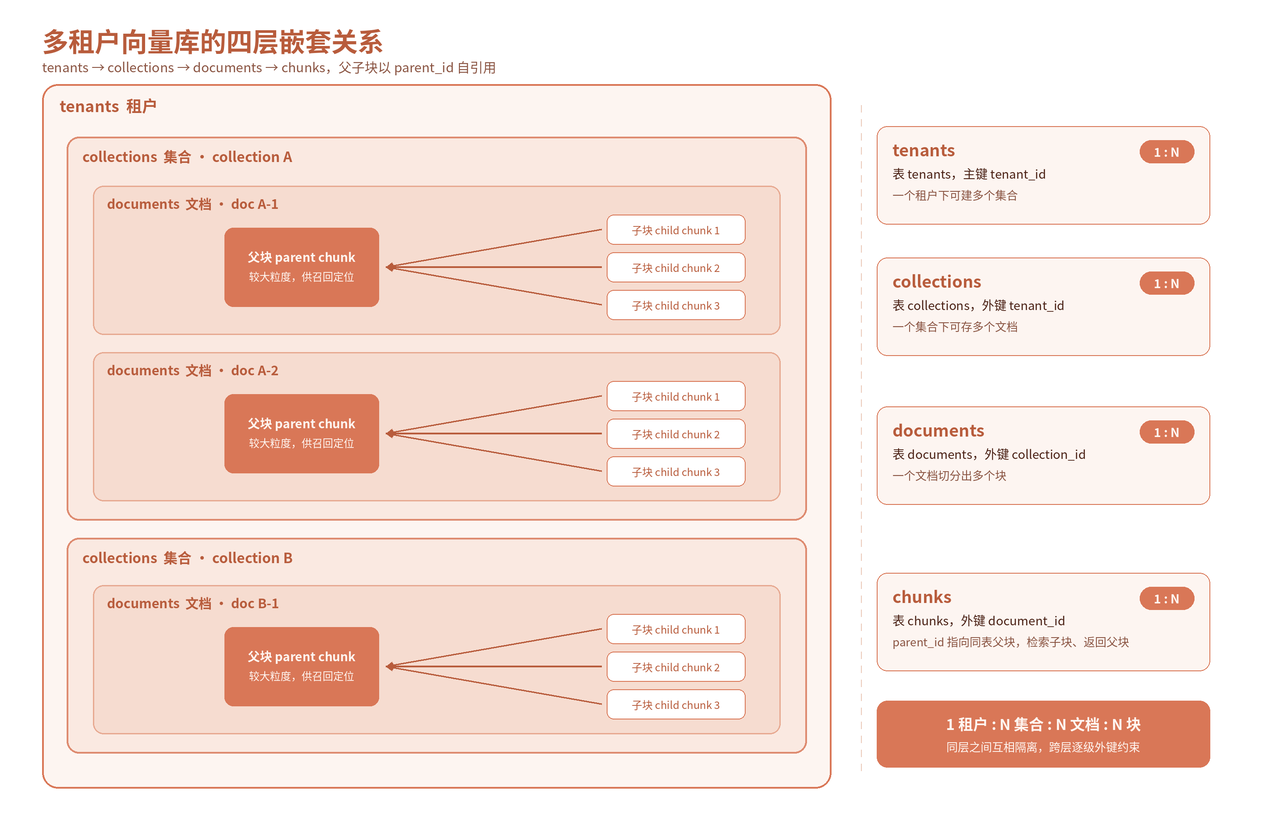 多租户向量库的四层嵌套关系
tenants → collections → documents → chunks，父子块以 parent_id 自引用
tenants 租户
collections 集合 · collection A
documents 文档 · doc A-1
父块 parent chunk
较大粒度，供召回定位
子块 child chunk 1
子块 child chunk 2
子块 child chunk 3
documents 文档 · doc A-2
父块 parent chunk
较大粒度，供召回定位
子块 child chunk 1
子块 child chunk 2
子块 child chunk 3
collections 集合 · collection B
documents 文档 · doc B-1
父块 parent chunk
较大粒度，供召回定位
子块 child chunk 1
子块 child chunk 2
子块 child chunk 3
tenants
1 : N
表 tenants，主键 tenant_id
一个租户下可建多个集合
collections
1 : N
表 collections，外键 tenant_id
一个集合下可存多个文档
documents
1 : N
表 documents，外键 collection_id
一个文档切分出多个块
chunks
1 : N
表 chunks，外键 document_id
parent_id 指向同表父块，检索子块、返回父块
1 租户 : N 集合 : N 文档 : N 块
同层之间互相隔离，跨层逐级外键约束